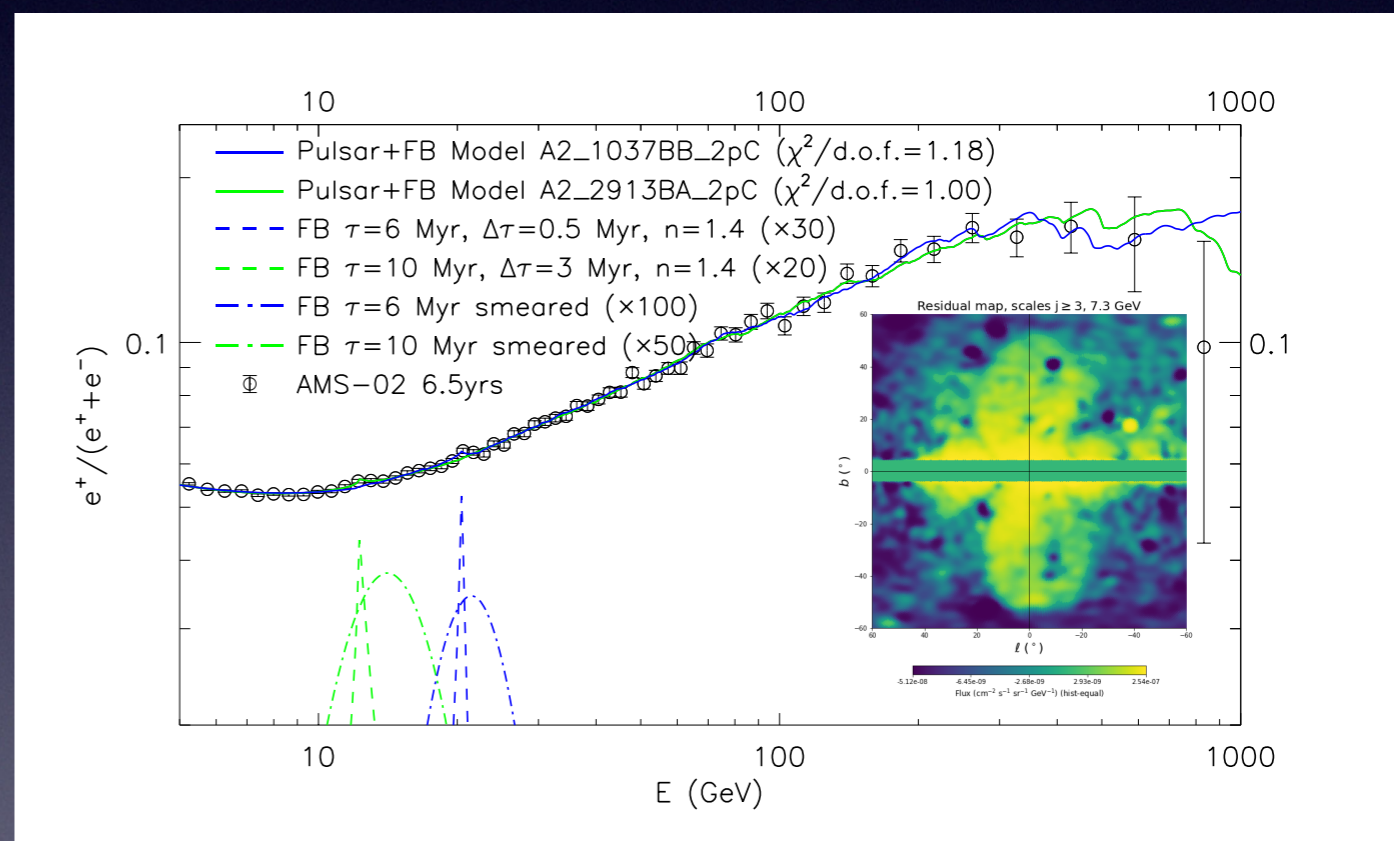 10 100 1000
Pulsar+FB Model A2_1037BB_2pC (χ²/d.o.f.=1.18)
Pulsar+FB Model A2_2913BA_2pC (χ²/d.o.f.=1.00)
FB τ=6 Myr, Δτ=0.5 Myr, n=1.4 (×30)
FB τ=10 Myr, Δτ=3 Myr, n=1.4 (×20)
FB τ=6 Myr smeared (×100)
FB τ=10 Myr smeared (×50)
AMS−02 6.5yrs
e⁺/(e⁺+e⁻)
0.1
0.1
Residual map, scales j ≥ 3, 7.3 GeV
60
40
20
0
−20
−40
−60
b (°)
60 40 20 0 −20 −40 −60
ℓ (°)
-5.12e-08 -6.45e-09 -2.68e-09 2.93e-09 2.54e-07
Flux (cm⁻² s⁻¹ sr⁻¹ GeV⁻¹) (hist-equal)
10 100 1000
E (GeV)